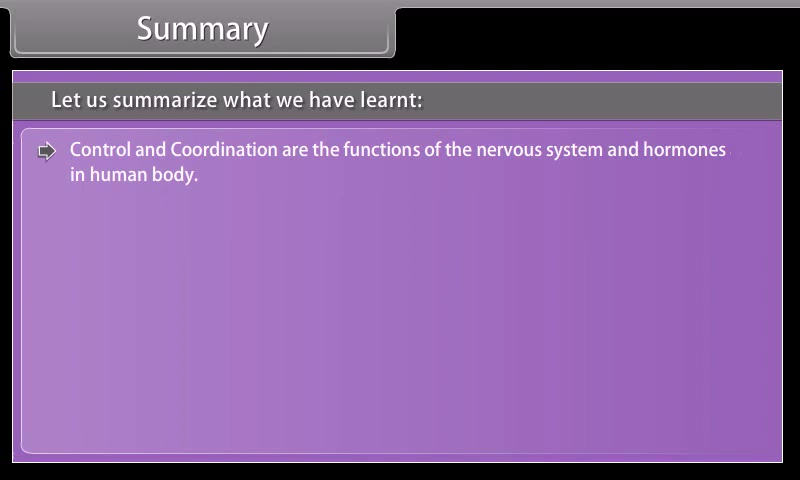 Summary
Let us summarize what we have learnt:
Control and Coordination are the functions of the nervous system and hormones
in human body.